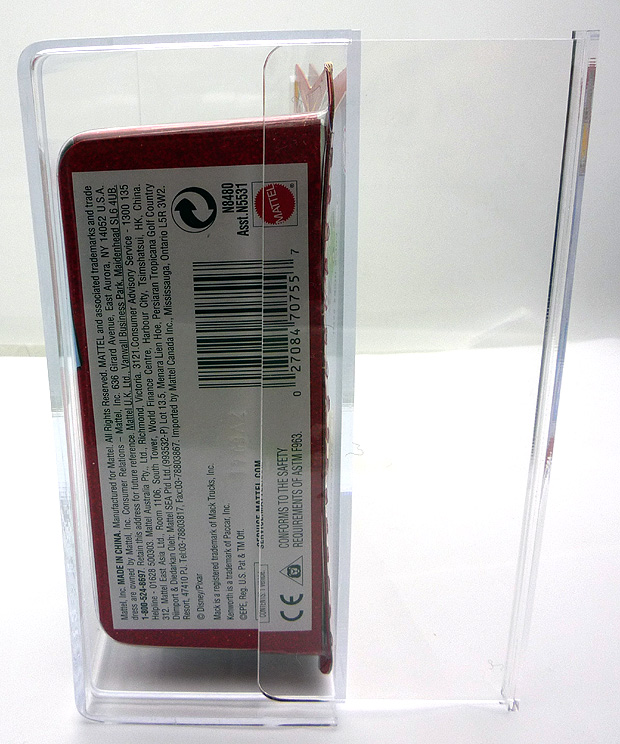 Mattel, Inc. MADE IN CHINA. Manufactured for Mattel. All Rights Reserved. MATTEL and associated trademarks and trade
dress are owned by Mattel, Inc. Consumer Relations – Mattel, Inc. 636 Girard Avenue, East Aurora, NY 14052 U.S.A.
1-800-524-8697. Retain this address for future reference. Mattel U.K. Ltd. Vanwall Business Park, Maidenhead SL6 4UB.
Helpline - 01628 500303. Mattel Australia Pty., Ltd., Richmond, Victoria. 3121.Consumer Advisory Service - 1300 135
312. Mattel East Asia Ltd., Room 1106, South Tower, World Finance Centre, Harbour City, Tsimshatsui, HK, China.
Diimport & Diedarkan Oleh: Mattel SEA Ptd Ltd.(993532-P) Lot 13.5, Menara Lien Hoe, Persiaran Tropicana Golf Country
Resort, 47410 PJ. Tel:03-78803817, Fax:03-78803867. Imported by Mattel Canada Inc., Mississauga, Ontario L5R 3W2.
© Disney/Pixar
Mack is a registered trademark of Mack Trucks, Inc.
Kenworth is a trademark of Paccar, Inc.
©EPE, Reg. U.S. Pat & TM Off.
SERVICE.MATTEL.COM
CE
CONFORMS TO THE SAFETY
REQUIREMENTS OF ASTM F963.
0 27084 70755 7
N8480
Asst.N5531
MATTEL